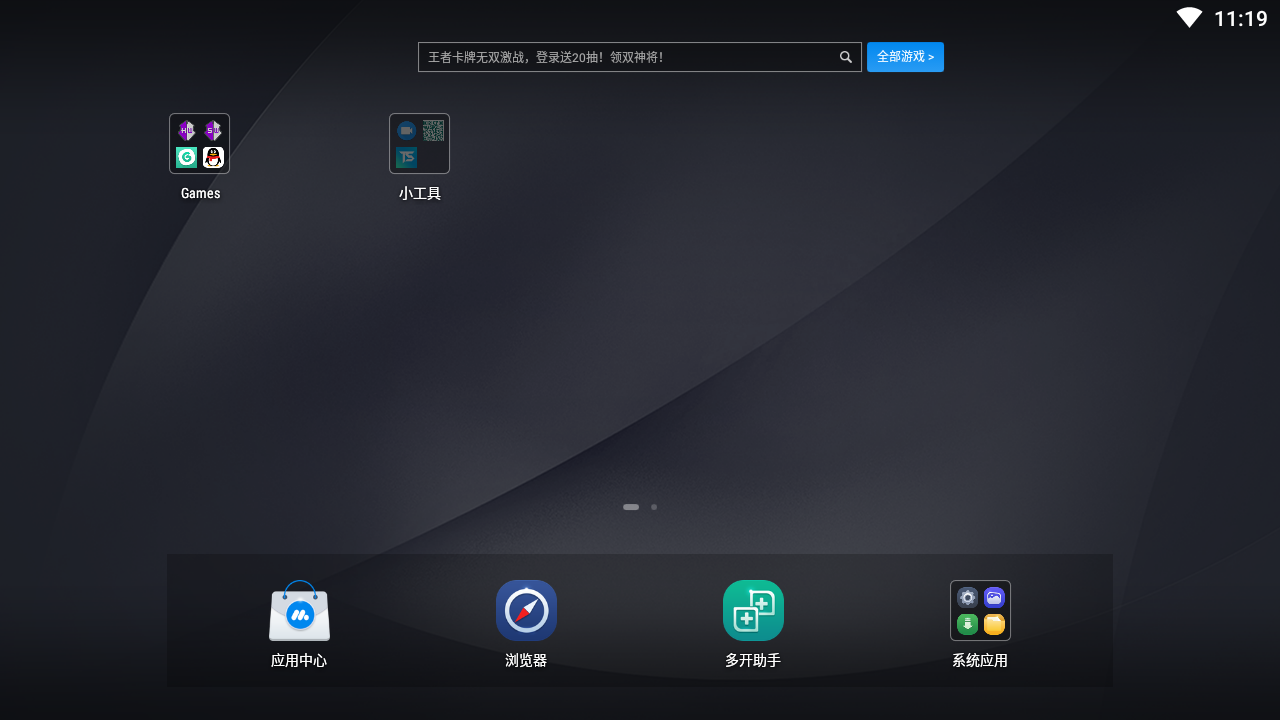 11:19
王者卡牌无双激战，登录送20抽！领双神将！
全部游戏 >
Games
小工具
应用中心
浏览器
多开助手
系统应用